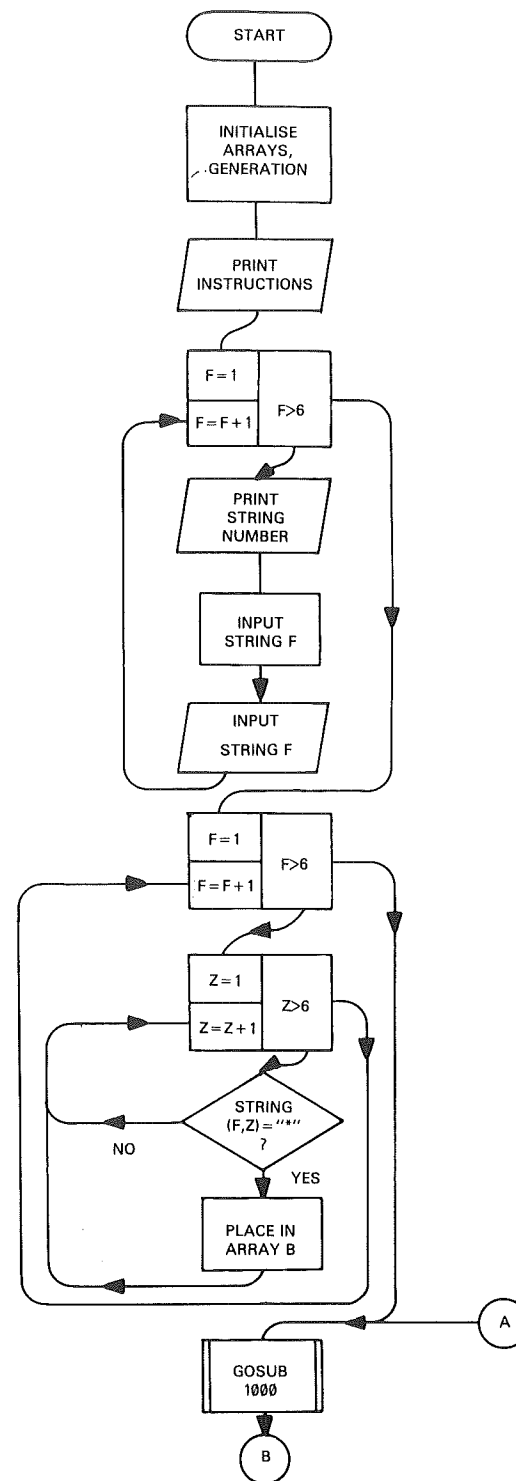 START
INITIALISE
ARRAYS,
GENERATION
PRINT
INSTRUCTIONS
F=1
F=F+1
F>6
PRINT
STRING
NUMBER
INPUT
STRING F
INPUT
STRING F
F=1
F=F+1
F>6
Z=1
Z=Z+1
Z>6
STRING
(F,Z)="*"
?
NO
YES
PLACE IN
ARRAY B
A
GOSUB
1000
B